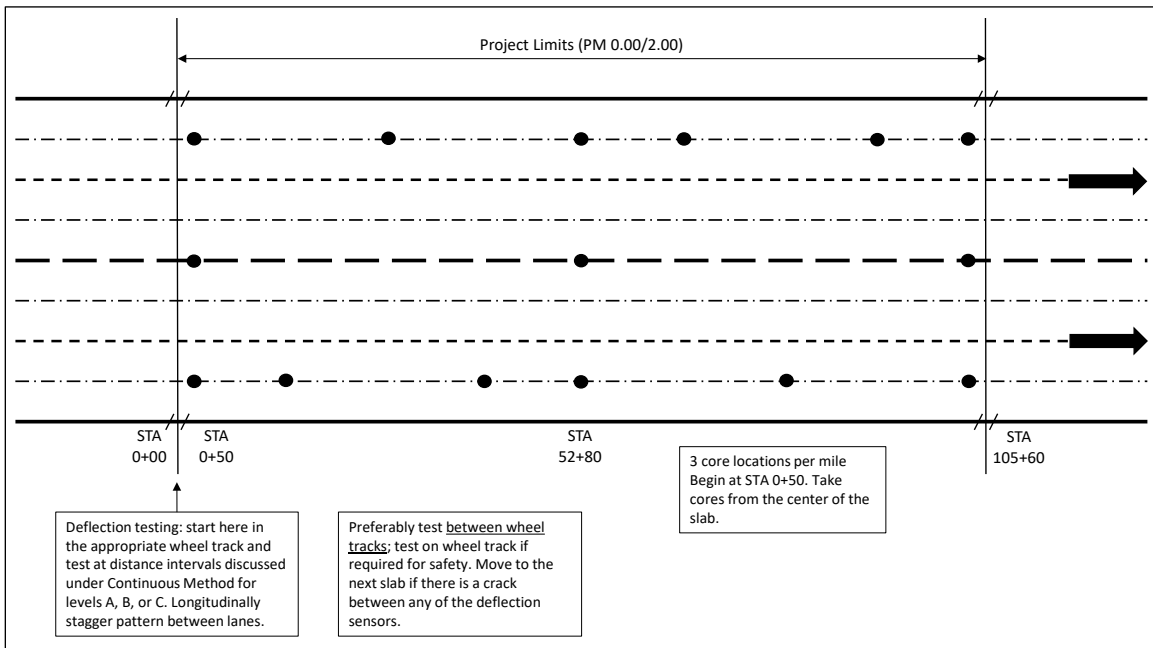 Project Limits (PM 0.00/2.00)
STA
0+00
STA
0+50
STA
52+80
STA
105+60
3 core locations per mile
Begin at STA 0+50. Take
cores from the center of the
slab.
Deflection testing: start here in
the appropriate wheel track and
test at distance intervals discussed
under Continuous Method for
levels A, B, or C. Longitudinally
stagger pattern between lanes.
Preferably test between wheel
tracks; test on wheel track if
required for safety. Move to the
next slab if there is a crack
between any of the deflection
sensors.